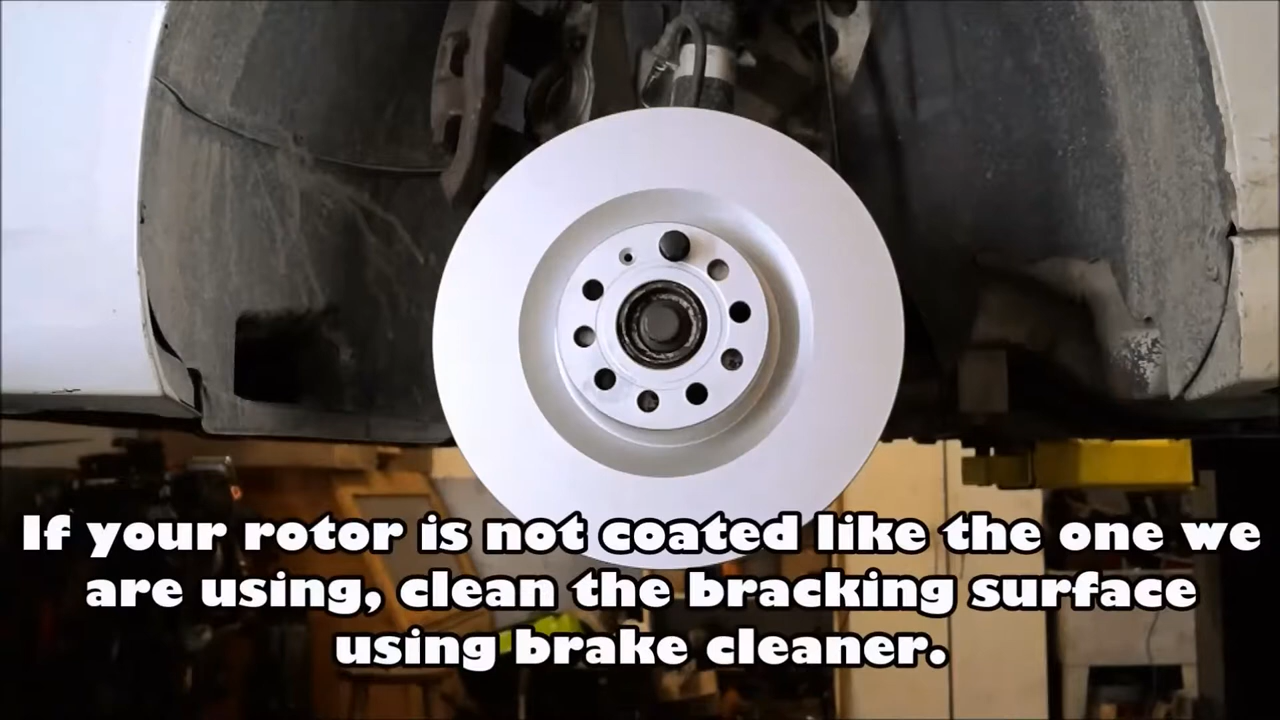 If your rotor is not coated like the one we
are using, clean the bracking surface
using brake cleaner.